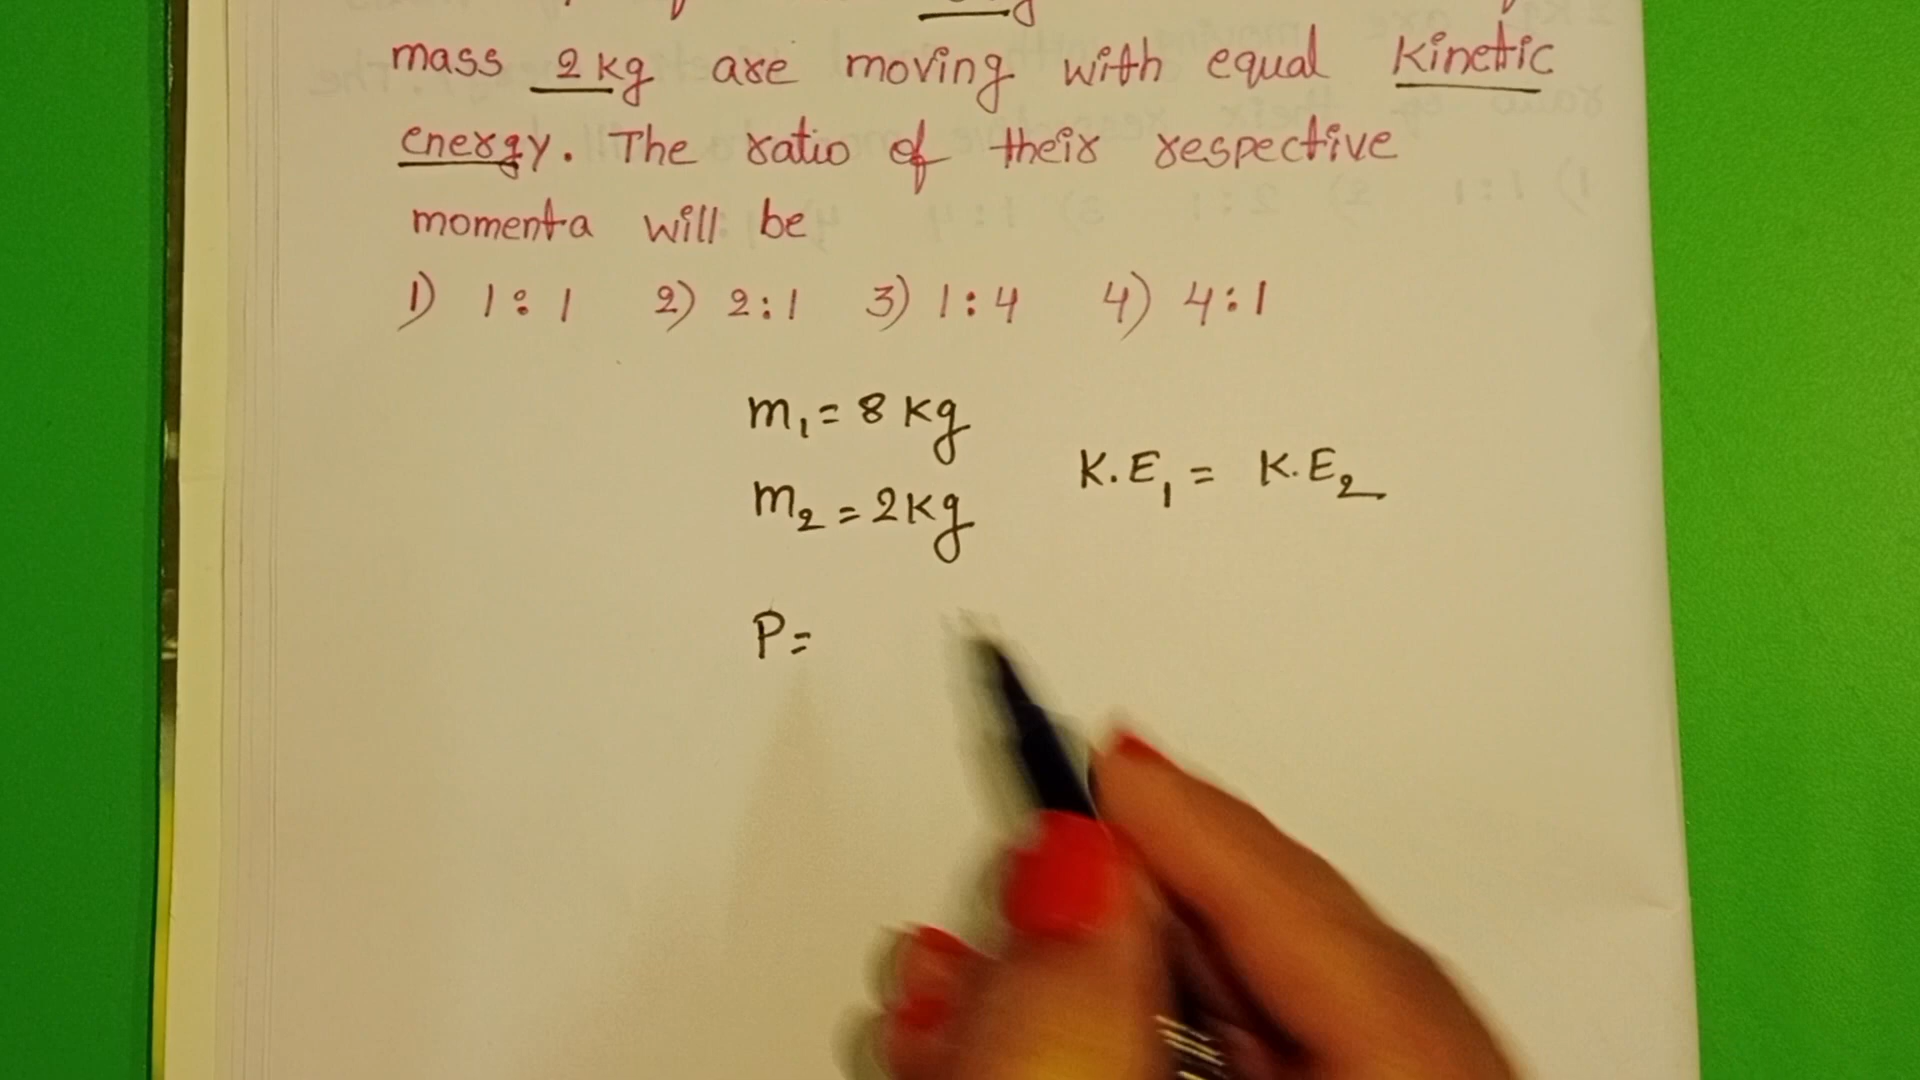 mass 2 kg are moving with equal Kinetic
energy. The ratio of their respective
momenta will be
1) 1 : 1 2) 2 : 1 3) 1 : 4 4) 4 : 1
m₁ = 8 kg
K.E₁ = K.E₂
m₂ = 2 kg
P =